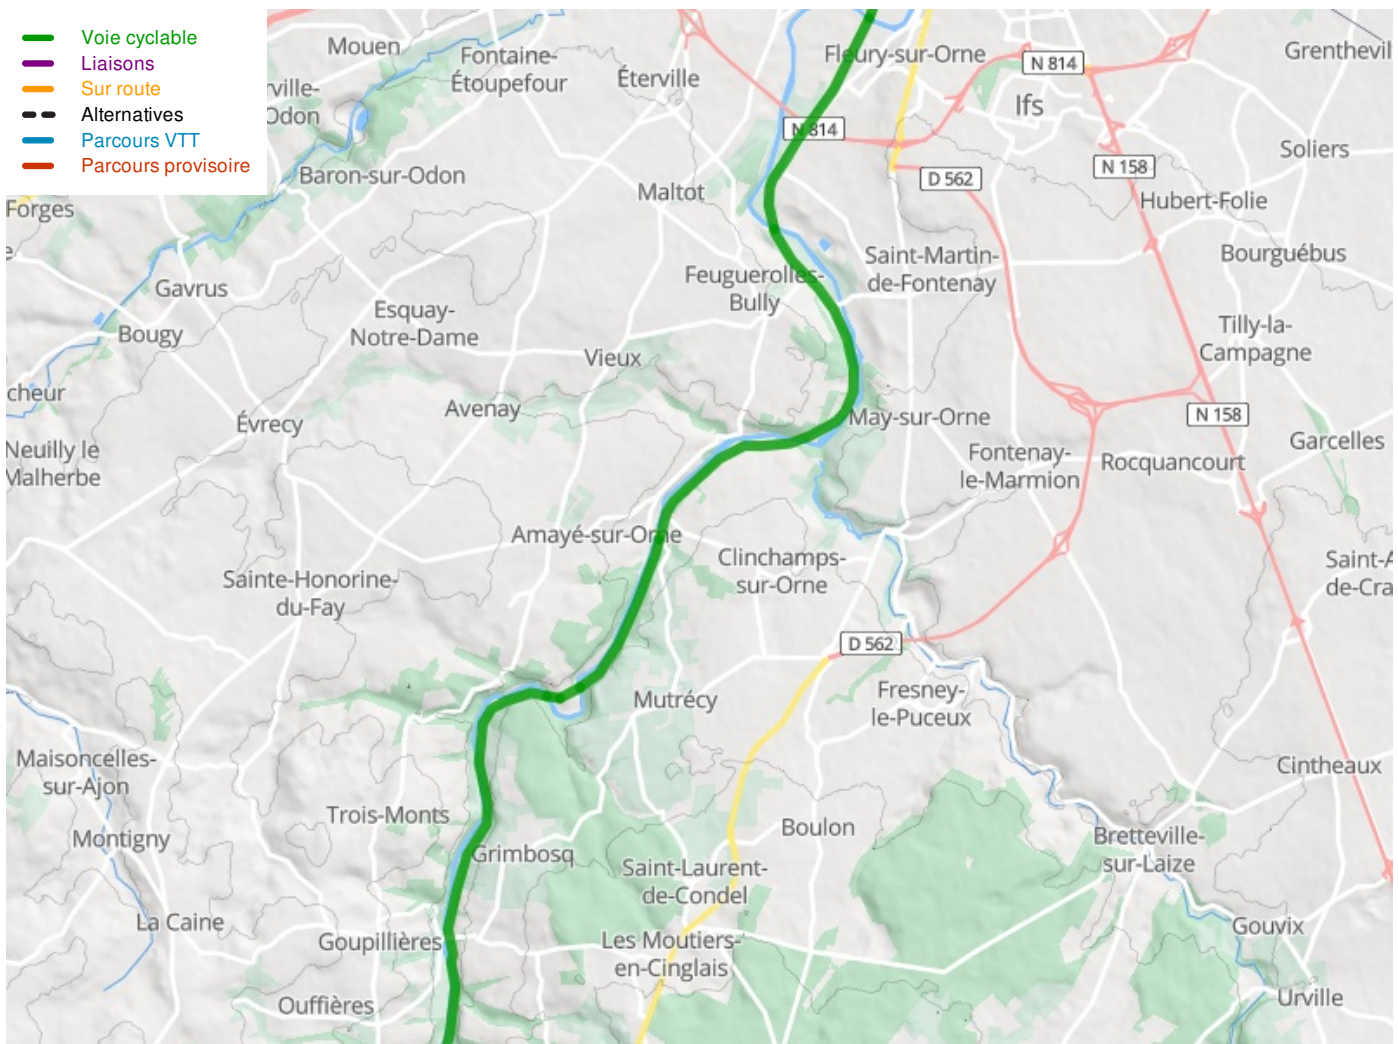 Voie cyclable
Liaisons
Sur route
Alternatives
Parcours VTT
Parcours provisoire
Mouen
Fontaine-
Étoupefour
Éterville
Fleury-sur-Orne
N 814
Grenthevil
rville-
Odon
Ifs
N 814
Soliers
N 158
Baron-sur-Odon
D 562
Maltot
Hubert-Folie
Forges
e
Bourguébus
Saint-Martin-
de-Fontenay
Feuguerolles-
Bully
Gavrus
Esquay-
Notre-Dame
Bougy
Tilly-la-
Campagne
Vieux
cheur
Avenay
May-sur-Orne
N 158
Évrecy
Garcelles
Neuilly le
Malherbe
Fontenay-
le-Marmion
Rocquancourt
Amayé-sur-Orne
Clinchamps-
sur-Orne
Saint-A
de-Cra
Sainte-Honorine-
du-Fay
D 562
Mutrécy
Fresney-
le-Puceux
Maisoncelles-
sur-Ajon
Cintheaux
Trois-Monts
Montigny
Boulon
Bretteville-
sur-Laize
Grimbosq
Saint-Laurent-
de-Condel
La Caine
Gouvix
Goupillières
Les Moutiers-
en-Cinglais
Ouffières
Urville